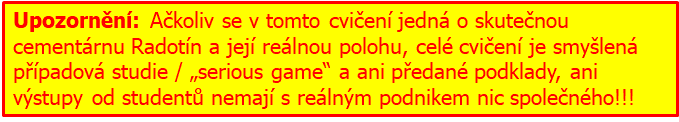 Upozornění: Ačkoliv se v tomto cvičení jedná o skutečnou
cementárnu Radotín a její reálnou polohu, celé cvičení je smyšlená
případová studie / „serious game“ a ani předané podklady, ani
výstupy od studentů nemají s reálným podnikem nic společného!!!